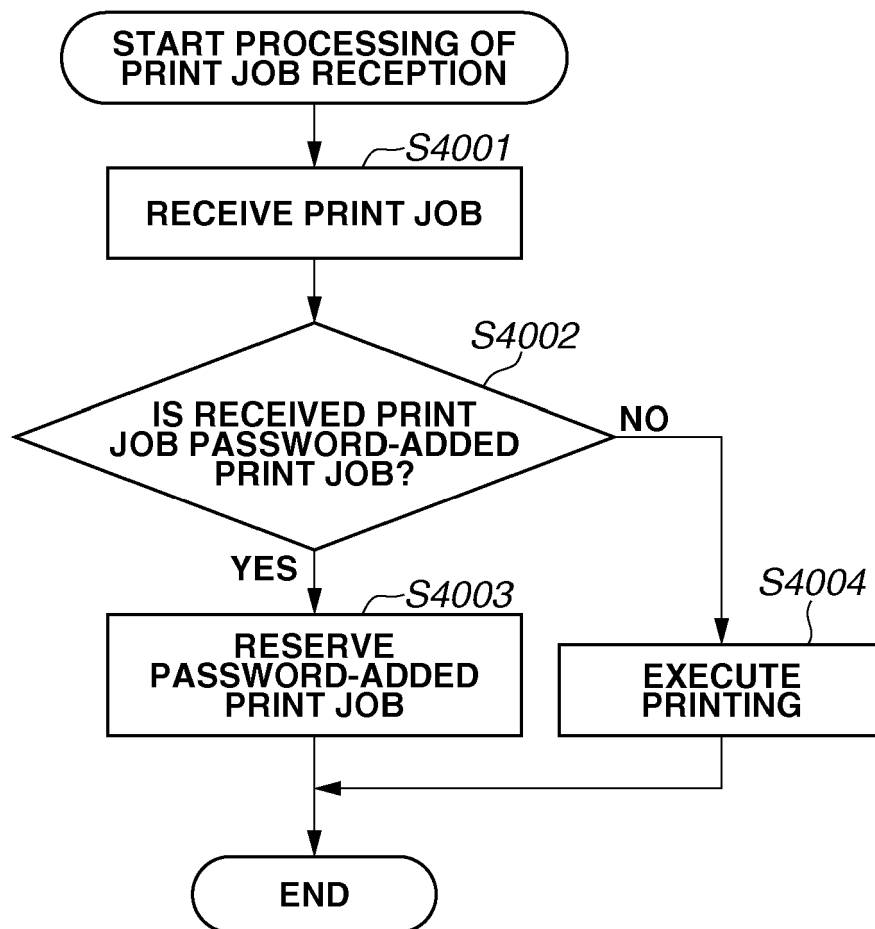 START PROCESSING OF
PRINT JOB RECEPTION
S4001
RECEIVE PRINT JOB
S4002
IS RECEIVED PRINT
JOB PASSWORD-ADDED
PRINT JOB?
NO
YES
S4003
S4004
RESERVE
PASSWORD-ADDED
PRINT JOB
EXECUTE
PRINTING
END